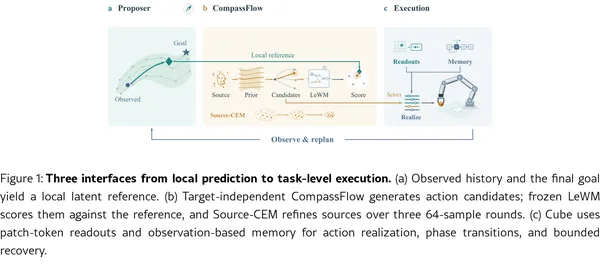 a Proposer
b CompassFlow
c Execution
Goal
Observed
Local reference
Source
Prior
Candidates
LeWM
Score
Source-CEM
Readouts
Memory
Select
Realize
Observe & replan
Figure 1: Three interfaces from local prediction to task-level execution. (a) Observed history and the final goal
yield a local latent reference. (b) Task-independent CompassFlow generates action candidates; frozen LeWM
scores them against the reference, and Source-CEM refines sources over three 64-sample rounds. (c) Cube uses
patch-token readouts and observation-based memory for action realization, phase transitions, and bounded
recovery.